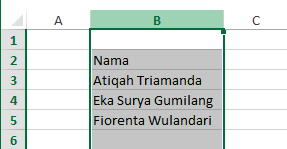 A B C
1
2 Nama
3 Atiqah Triamanda
4 Eka Surya Gumilang
5 Fiorenta Wulandari
6